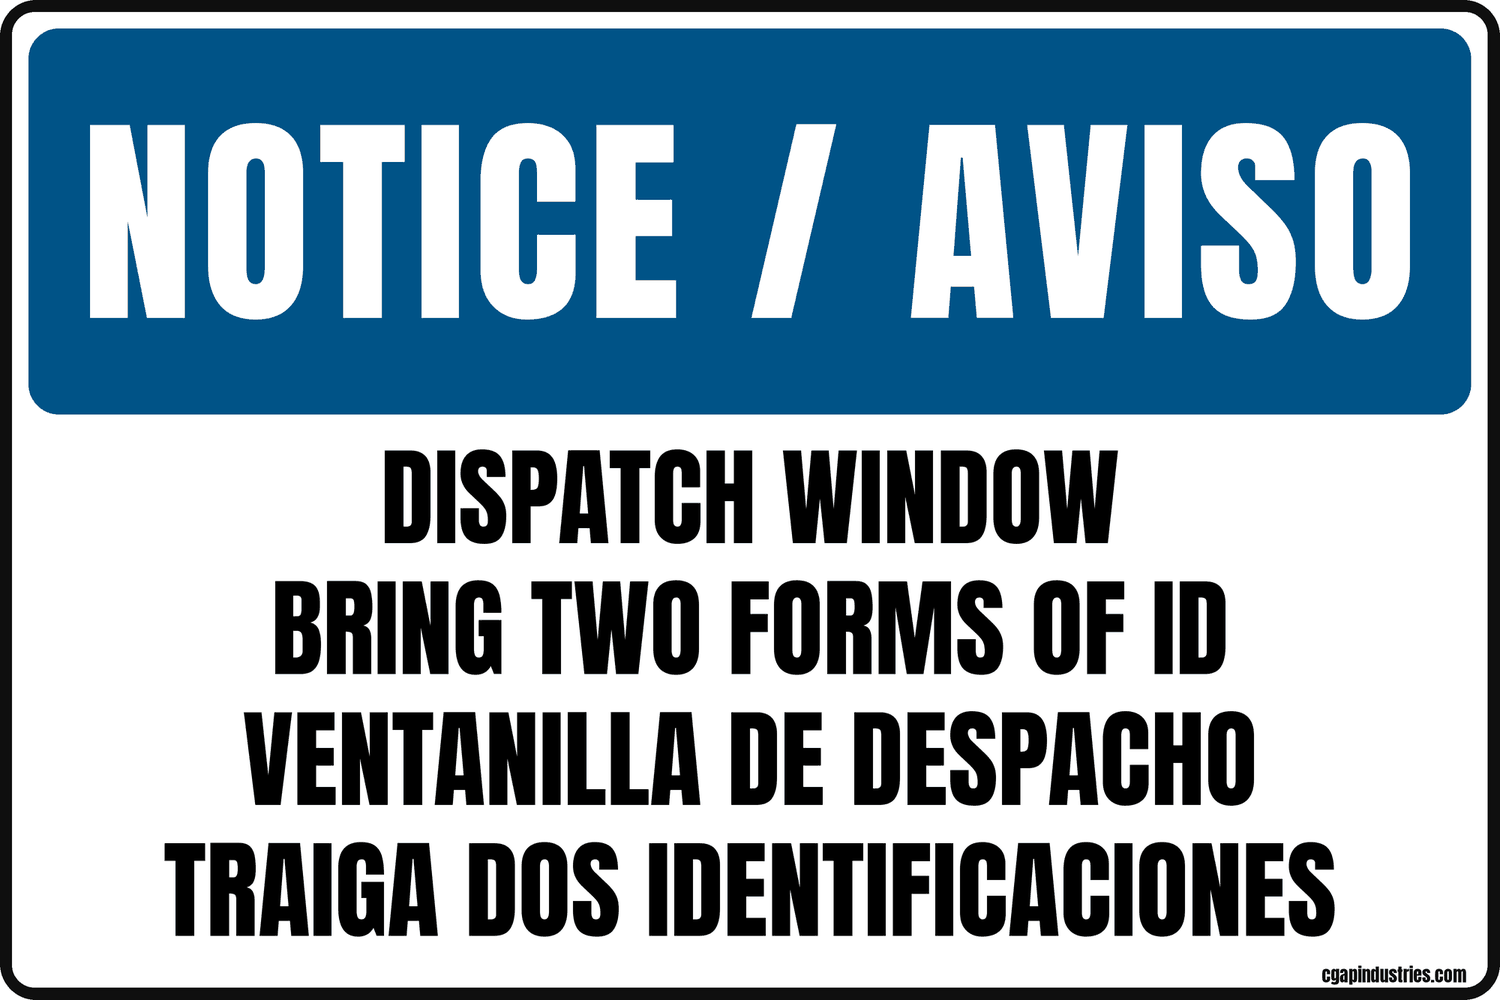 NOTICE / AVISO
DISPATCH WINDOW
BRING TWO FORMS OF ID
VENTANILLA DE DESPACHO
TRAIGA DOS IDENTIFICACIONES
cgapindustries.com